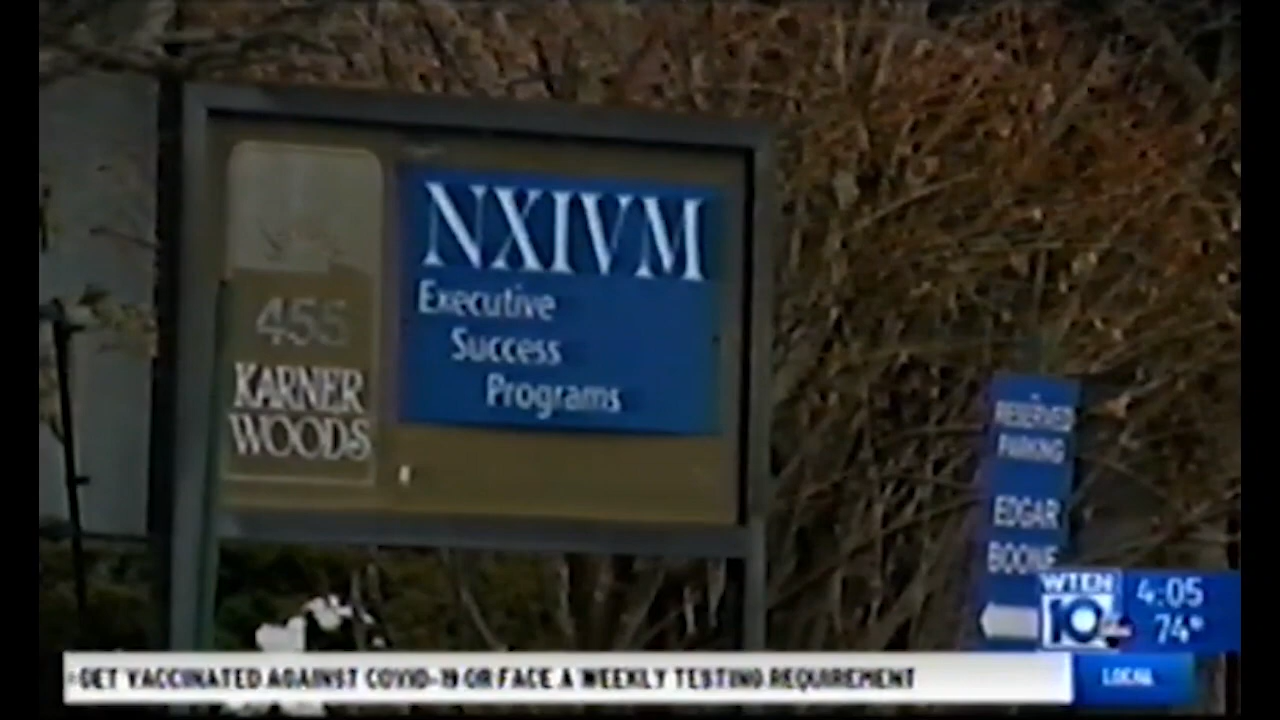 NXIVM
Executive
Success
Programs
455
KARNER
WOODS
RESERVED
PARKING
EDGAR
BOONE
WTEN
10
4:05
74°
GET VACCINATED AGAINST COVID-19 OR FACE A WEEKLY TESTING REQUIREMENT
LOCAL